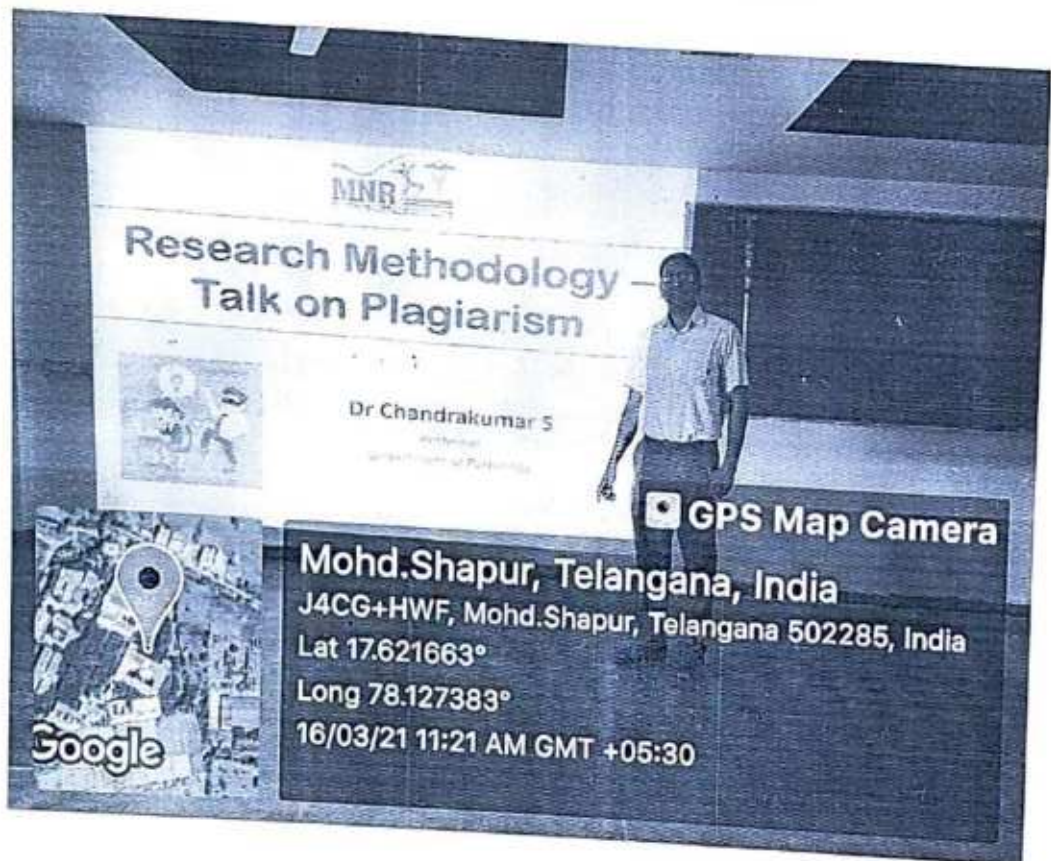 MNR
Research Methodology –
Talk on Plagiarism
Dr Chandrakumar S
GPS Map Camera
Mohd.Shapur, Telangana, India
J4CG+HWF, Mohd.Shapur, Telangana 502285, India
Lat 17.621663°
Long 78.127383°
16/03/21 11:21 AM GMT +05:30
Google